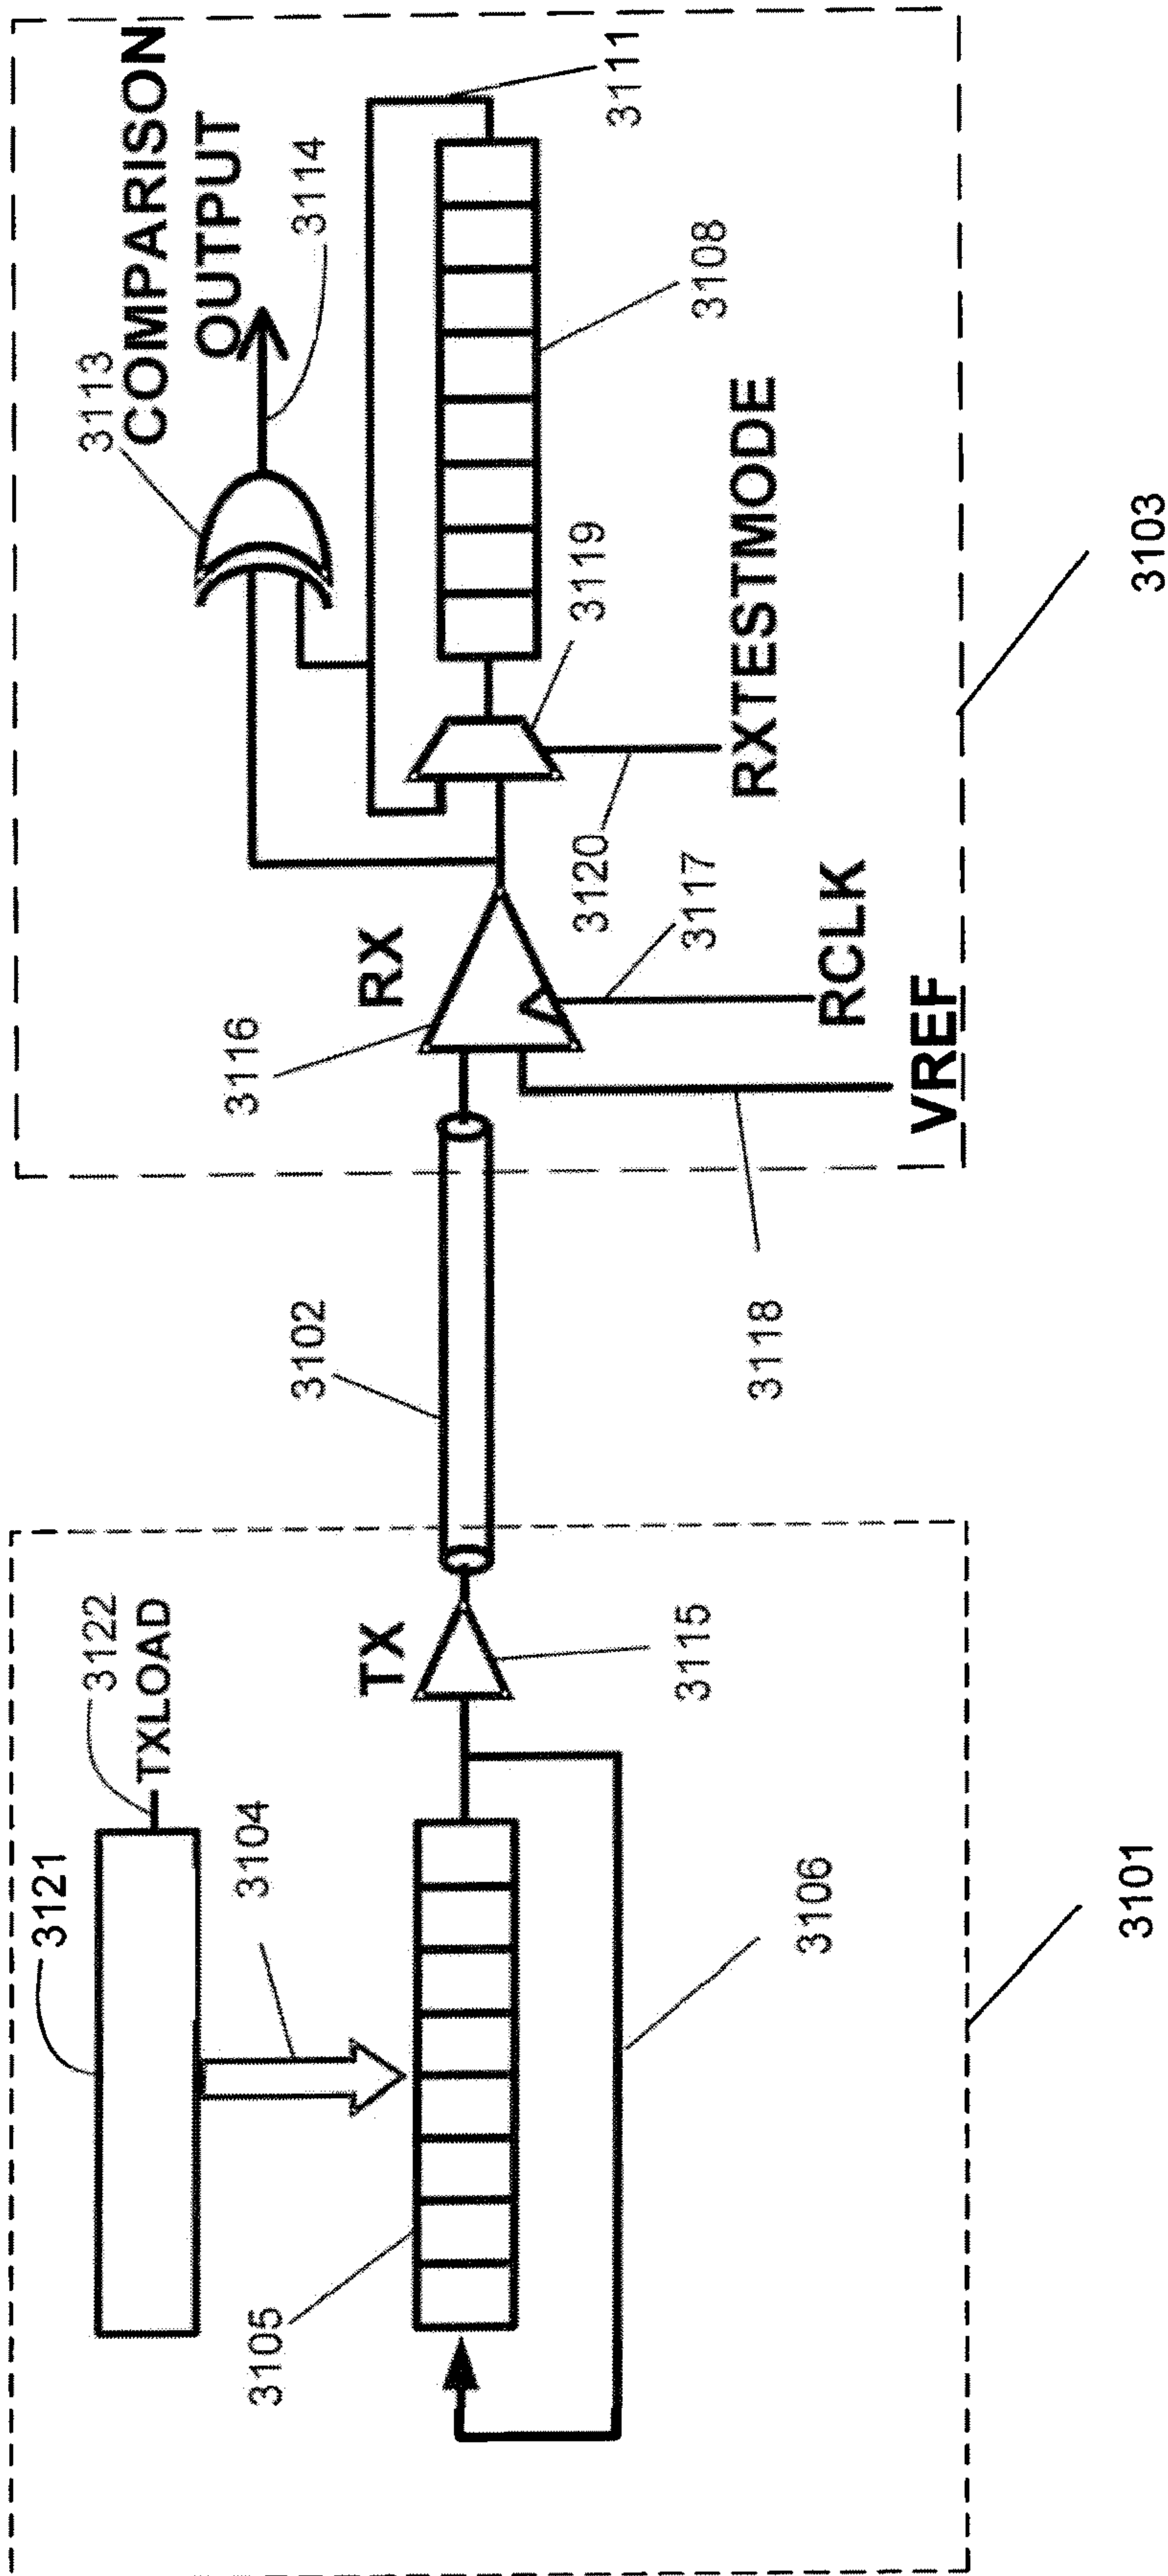 3121
3122
TXLOAD
3104
3105
TX
3115
3106
3101
3102
3116
RX
3113
COMPARISON
OUTPUT
3114
3111
3108
3119
3120
RXTESTMODE
3117
RCLK
3118
VREF
3103